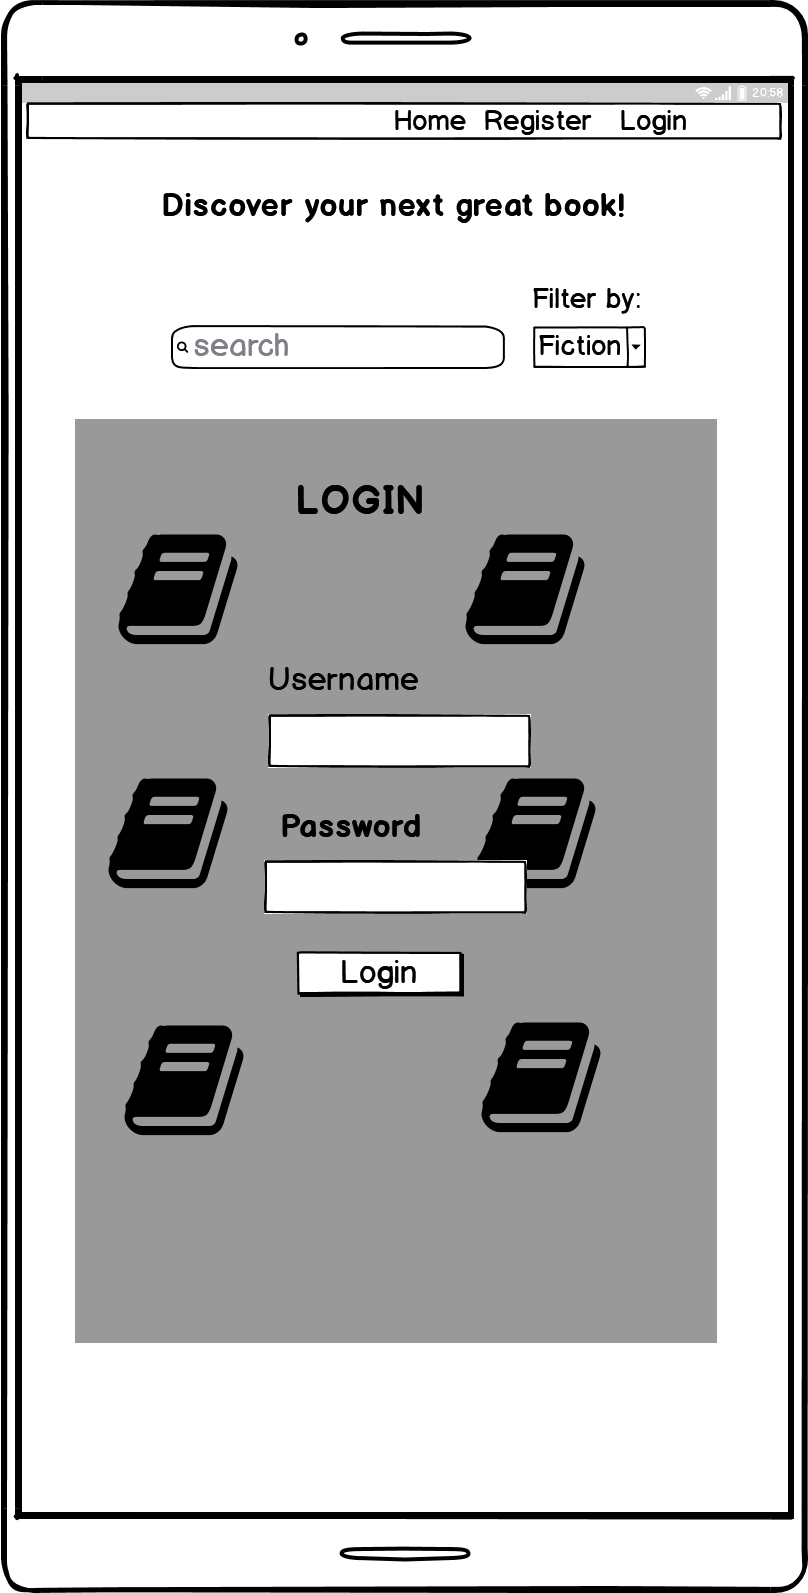 20:58
Home Register Login
Discover your next great book!
Filter by:
search
Fiction
LOGIN
Username
Password
Login